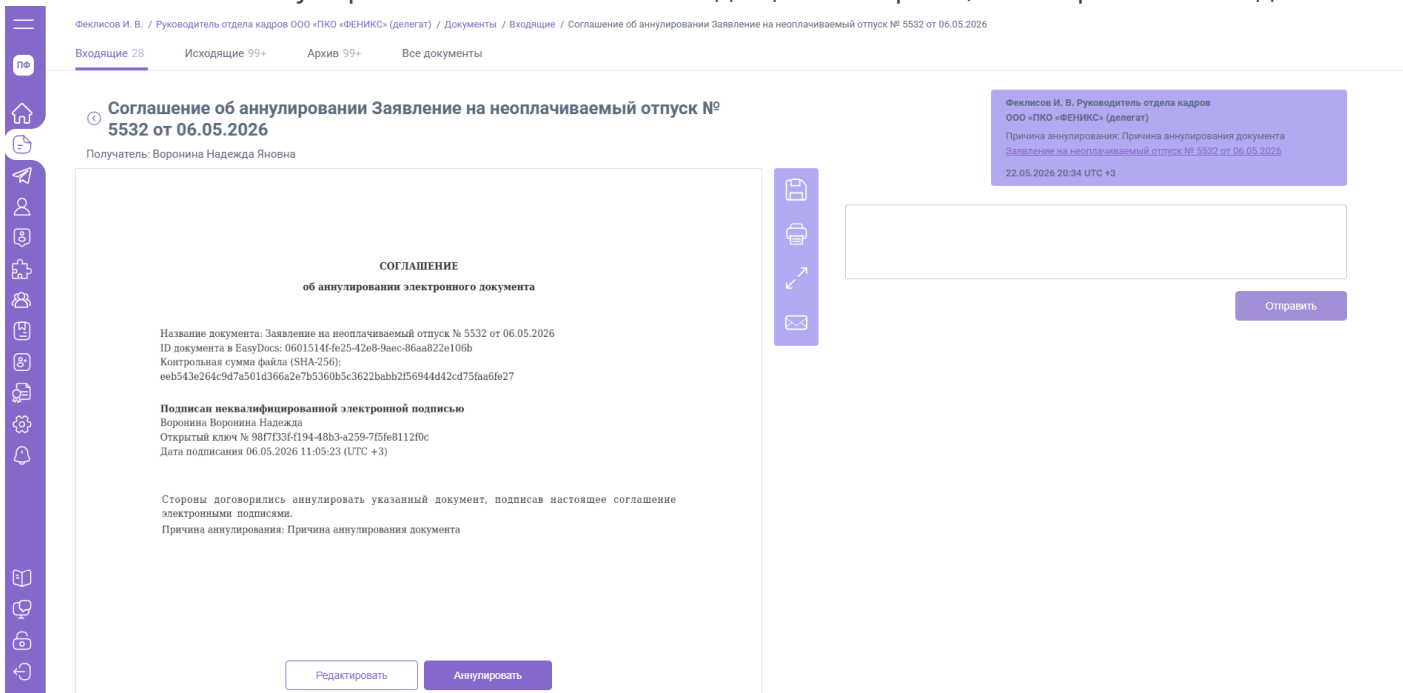 Феклисов И. В. / Руководитель отдела кадров ООО «ПКО «ФЕНИКС» (делегат) / Документы / Входящие / Соглашение об аннулировании Заявление на неоплачиваемый отпуск № 5532 от 06.05.2026
Входящие 28 Исходящие 99+ Архив 99+ Все документы
ПФ
Соглашение об аннулировании Заявление на неоплачиваемый отпуск №
5532 от 06.05.2026
Получатель: Воронина Надежда Яновна
СОГЛАШЕНИЕ
об аннулировании электронного документа
Название документа: Заявление на неоплачиваемый отпуск № 5532 от 06.05.2026
ID документа в EasyDocs: 0601514f-fe25-42e8-9aec-86aa822e106b
Контрольная сумма файла (SHA-256):
eeb543e264c9d7a501d366a2e7b5360b5c3622babb2f56944d42cd75faa6fe27
Подписан неквалифицированной электронной подписью
Воронина Воронина Надежда
Открытый ключ № 98f7f33f-f194-48b3-a259-7f5fe8112f0c
Дата подписания 06.05.2026 11:05:23 (UTC +3)
Стороны договорились аннулировать указанный документ, подписав настоящее соглашение
электронными подписями.
Причина аннулирования: Причина аннулирования документа
Редактировать Аннулировать
Феклисов И. В. Руководитель отдела кадров
ООО «ПКО «ФЕНИКС» (делегат)
Причина аннулирования: Причина аннулирования документа
Заявление на неоплачиваемый отпуск № 5532 от 06.05.2026
22.05.2026 20:34 UTC +3
Отправить